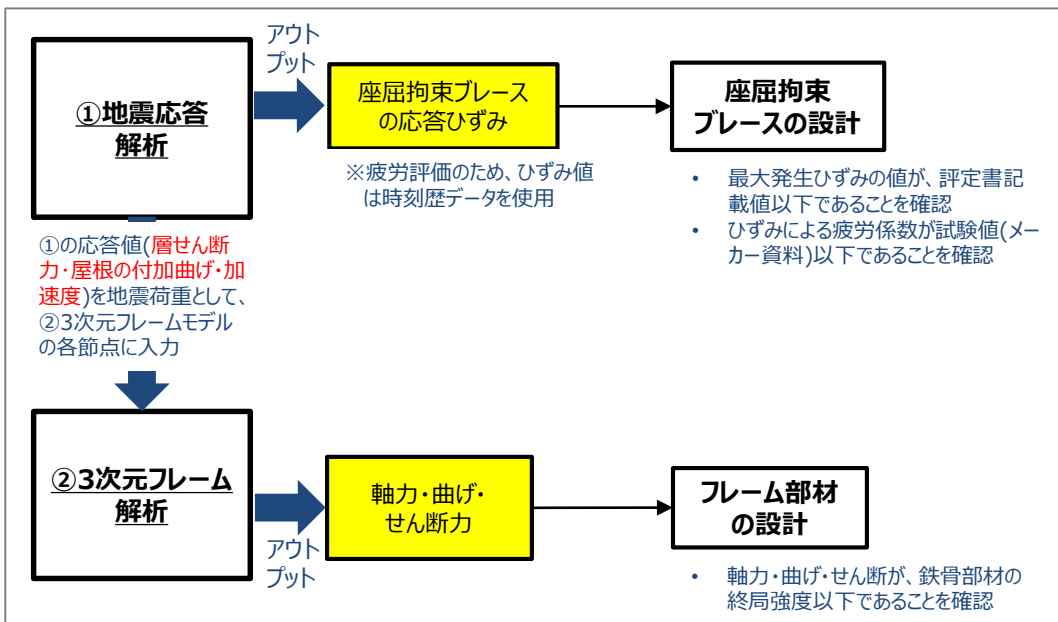 アウト
プット
①地震応答
解析
座屈拘束ブレース
の応答ひずみ
座屈拘束
ブレースの設計
※疲労評価のため、ひずみ値
は時刻歴データを使用
• 最大発生ひずみの値が、評定書記
載値以下であることを確認
• ひずみによる疲労係数が試験値(メー
カー資料)以下であることを確認
①の応答値(層せん断
力・屋根の付加曲げ・加
速度)を地震荷重として、
②3次元フレームモデル
の各節点に入力
②3次元フレーム
解析
アウト
プット
軸力・曲げ・
せん断力
フレーム部材
の設計
• 軸力・曲げ・せん断が、鉄骨部材の
終局強度以下であることを確認